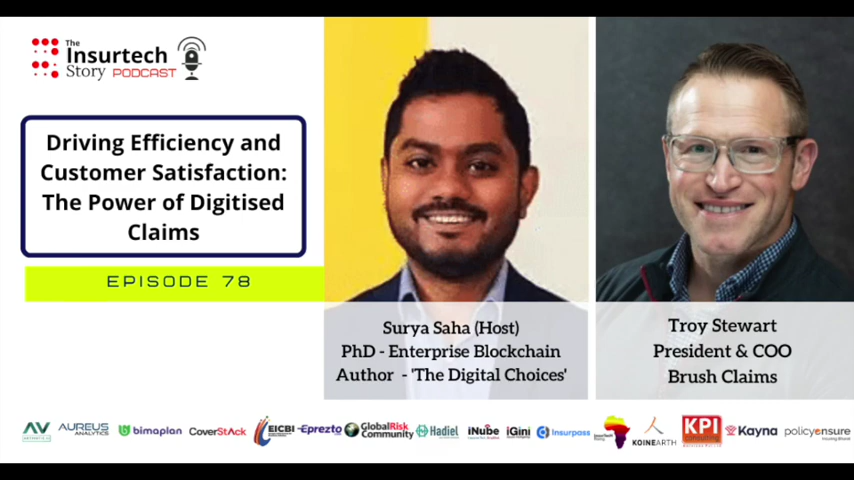 The
Insurtech
Story PODCAST
Driving Efficiency and
Customer Satisfaction:
The Power of Digitised
Claims
EPISODE 78
Surya Saha (Host)
PhD - Enterprise Blockchain
Author - 'The Digital Choices'
Troy Stewart
President & COO
Brush Claims
AV
AUREUS
ANALYTICS
bimaplan
CoverStAck
EICBI
Eprezto
GlobalRisk
Community
Hadiel
iNube
iGini
Insurpass
KOINEARTH
KPI
Kayna
policyensure